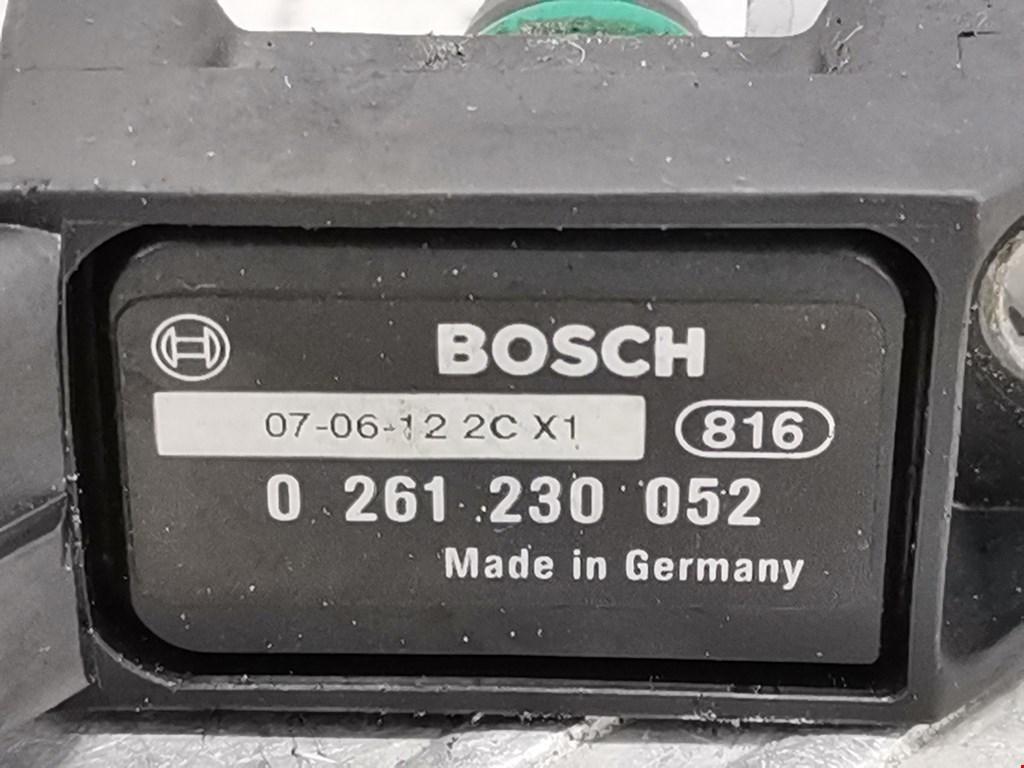 BOSCH
07-06-12 2C X1
816
0 261 230 052
Made in Germany